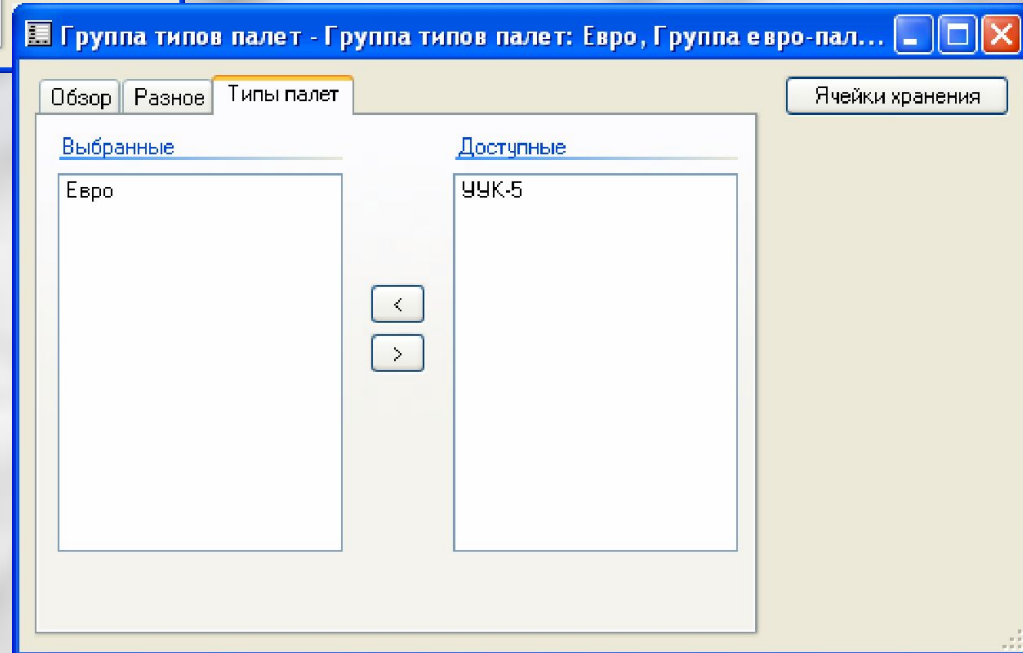 Группа типов палет - Группа типов палет: Евро, Группа евро-пал...
Обзор
Разное
Типы палет
Ячейки хранения
Выбранные
Доступные
Евро
УУК-5
<
>